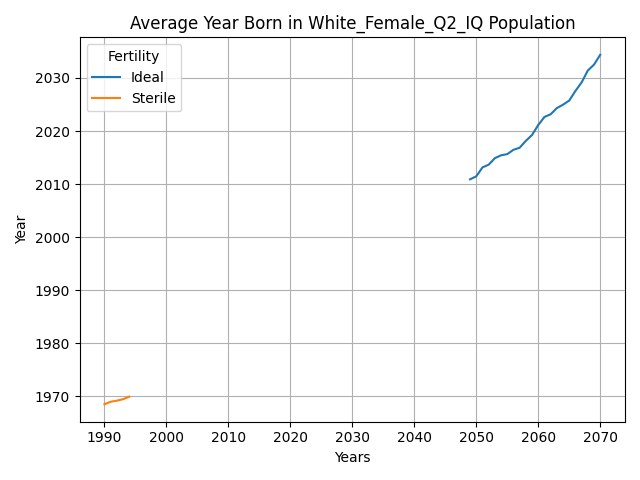 Average Year Born in White_Female_Q2_IQ Population
Fertility
Ideal
Sterile
Year
2030
2020
2010
2000
1990
1980
1970
1990 2000 2010 2020 2030 2040 2050 2060 2070
Years